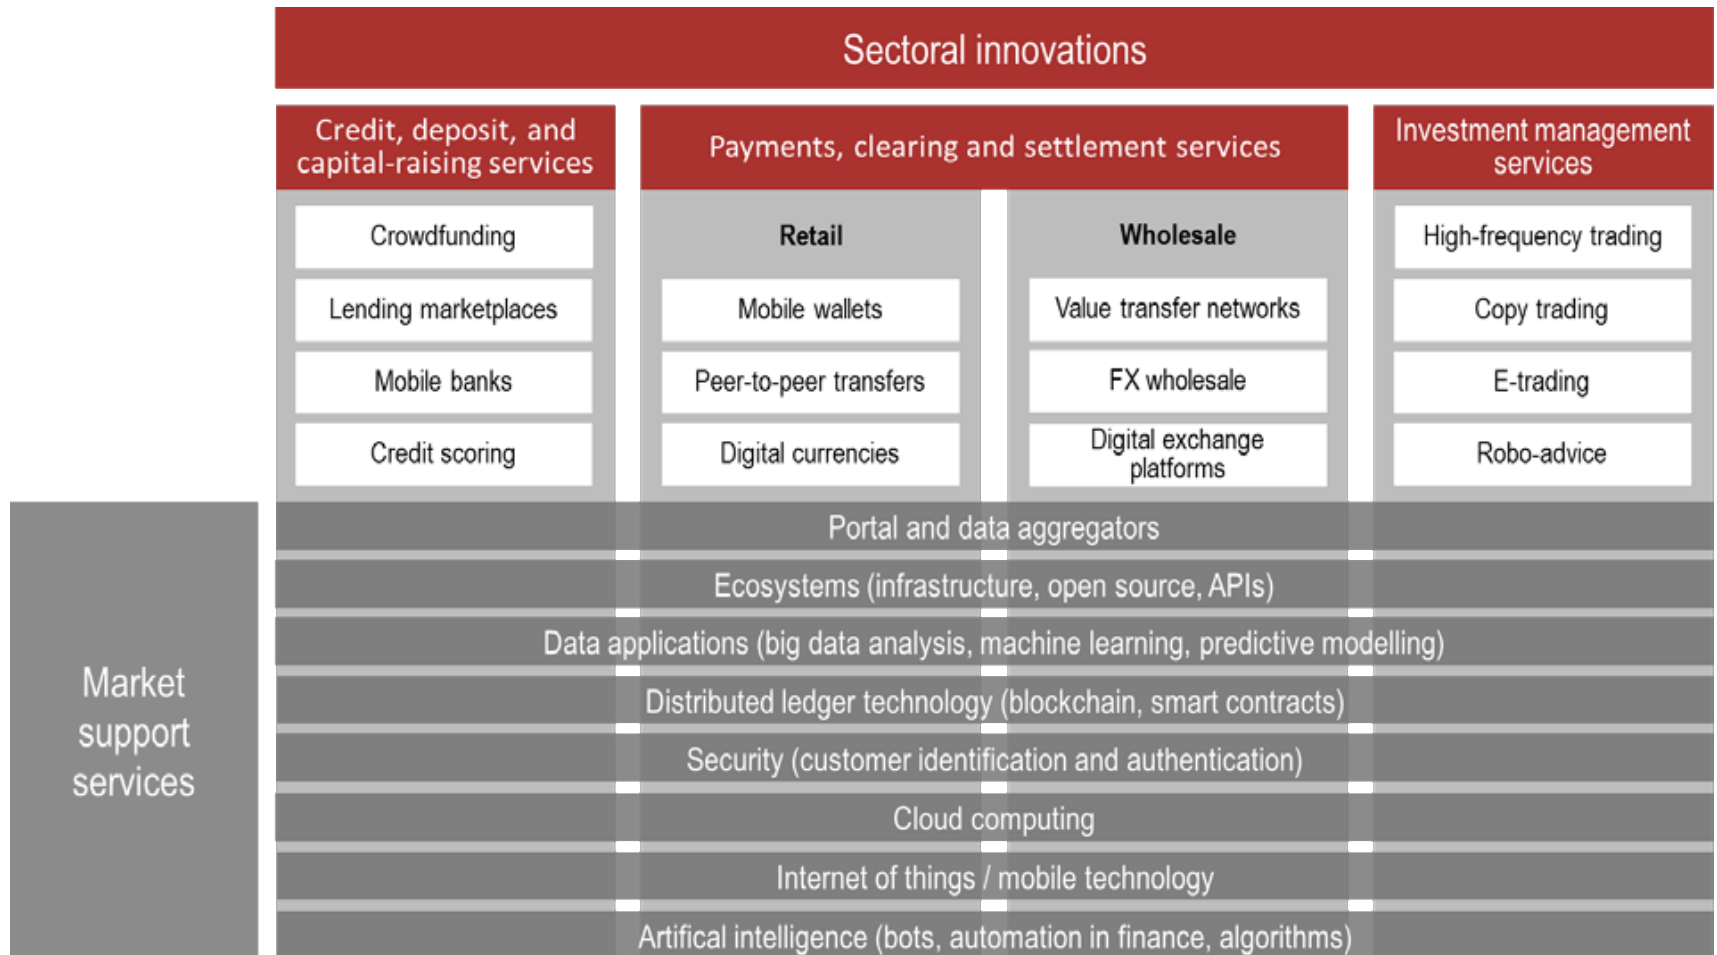 Sectoral innovations
Credit, deposit, and
capital-raising services
Crowdfunding
Lending marketplaces
Mobile banks
Credit scoring
Payments, clearing and settlement services
Retail
Mobile wallets
Peer-to-peer transfers
Digital currencies
Wholesale
Value transfer networks
FX wholesale
Digital exchange
platforms
Investment management
services
High-frequency trading
Copy trading
E-trading
Robo-advice
Market
support
services
Portal and data aggregators
Ecosystems (infrastructure, open source, APIs)
Data applications (big data analysis, machine learning, predictive modelling)
Distributed ledger technology (blockchain, smart contracts)
Security (customer identification and authentication)
Cloud computing
Internet of things / mobile technology
Artifical intelligence (bots, automation in finance, algorithms)